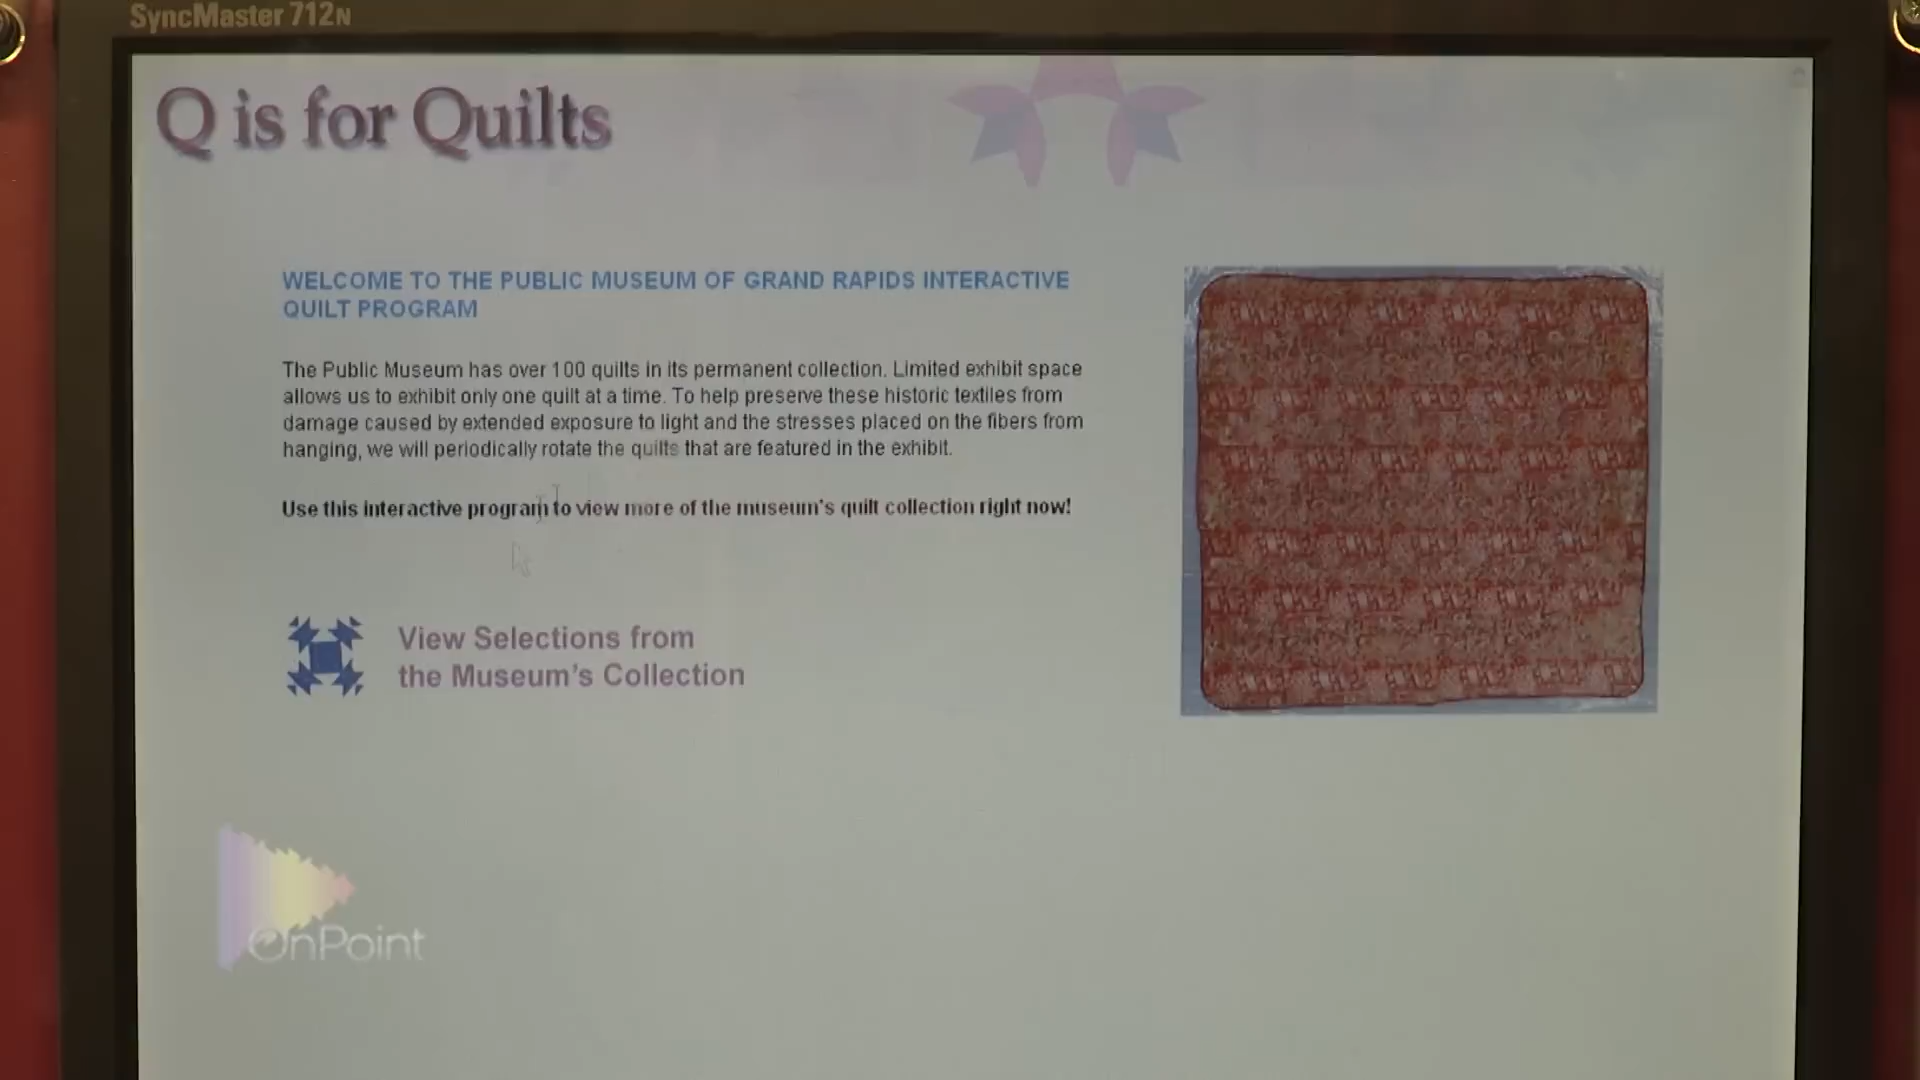 SyncMaster 712N
Q is for Quilts
WELCOME TO THE PUBLIC MUSEUM OF GRAND RAPIDS INTERACTIVE
QUILT PROGRAM
The Public Museum has over 100 quilts in its permanent collection. Limited exhibit space
allows us to exhibit only one quilt at a time. To help preserve these historic textiles from
damage caused by extended exposure to light and the stresses placed on the fibers from
hanging, we will periodically rotate the quilts that are featured in the exhibit.
Use this interactive program to view more of the museum's quilt collection right now!
View Selections from
the Museum's Collection
OnPoint